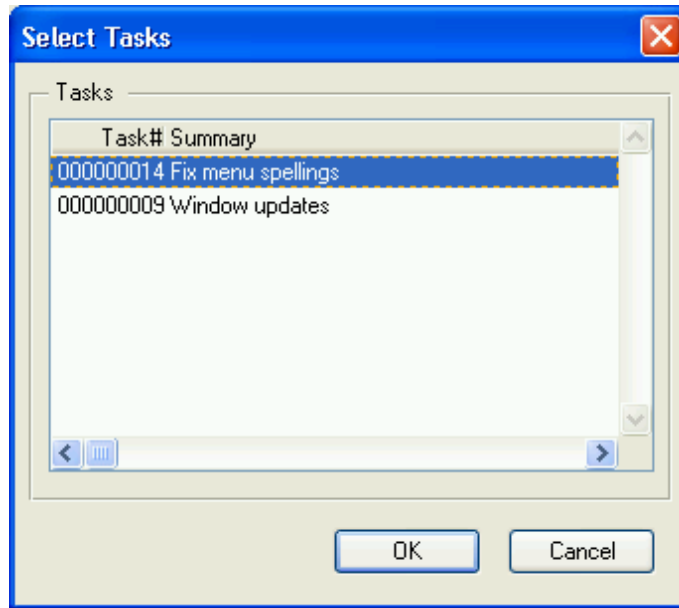 Select Tasks
Tasks
Task# Summary
000000014 Fix menu spellings
000000009 Window updates
OK Cancel